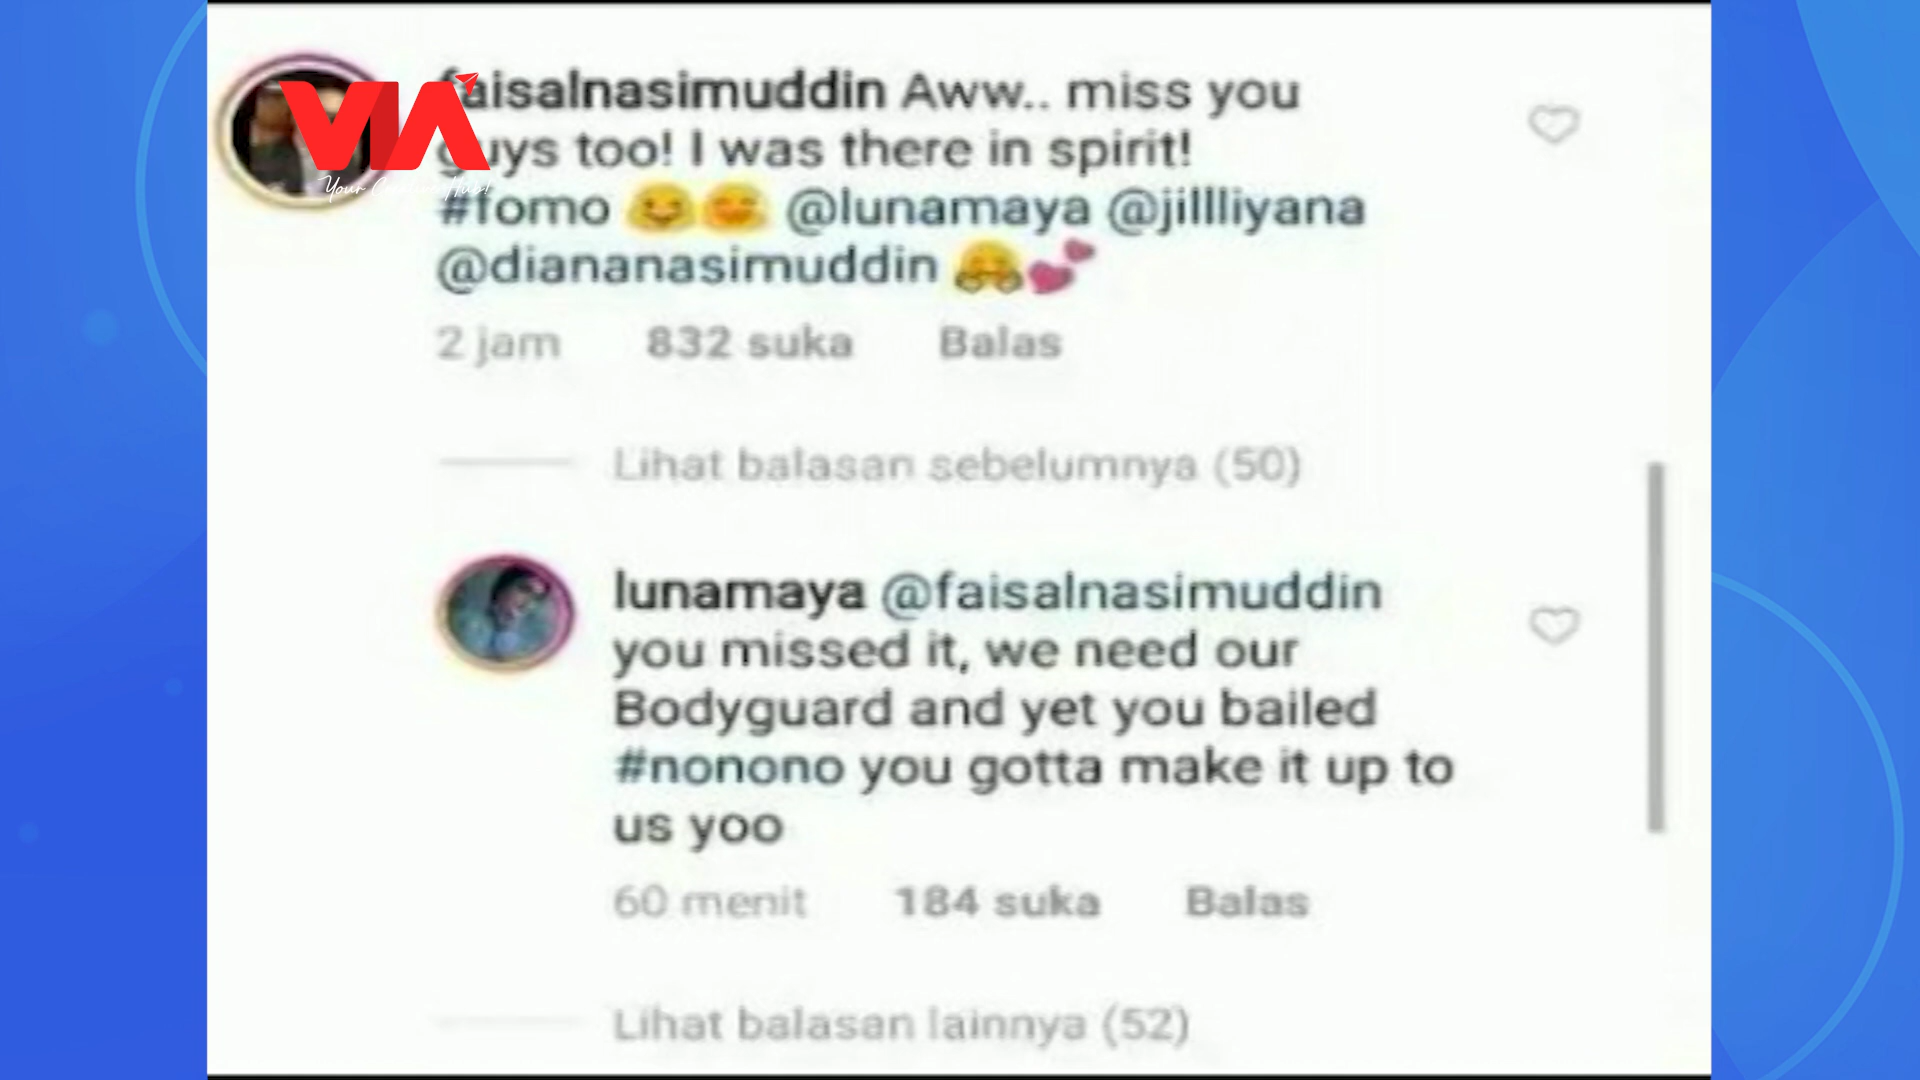 VIA
faisalnasimuddin Aww.. miss you
guys too! I was there in spirit!
#fomo @lunamaya @jillliyana
@diananasimuddin
2 jam 832 suka Balas
Lihat balasan sebelumnya (50)
lunamaya @faisalnasimuddin
you missed it, we need our
Bodyguard and yet you bailed
#nonono you gotta make it up to
us yoo
60 menit 184 suka Balas
Lihat balasan lainnya (52)